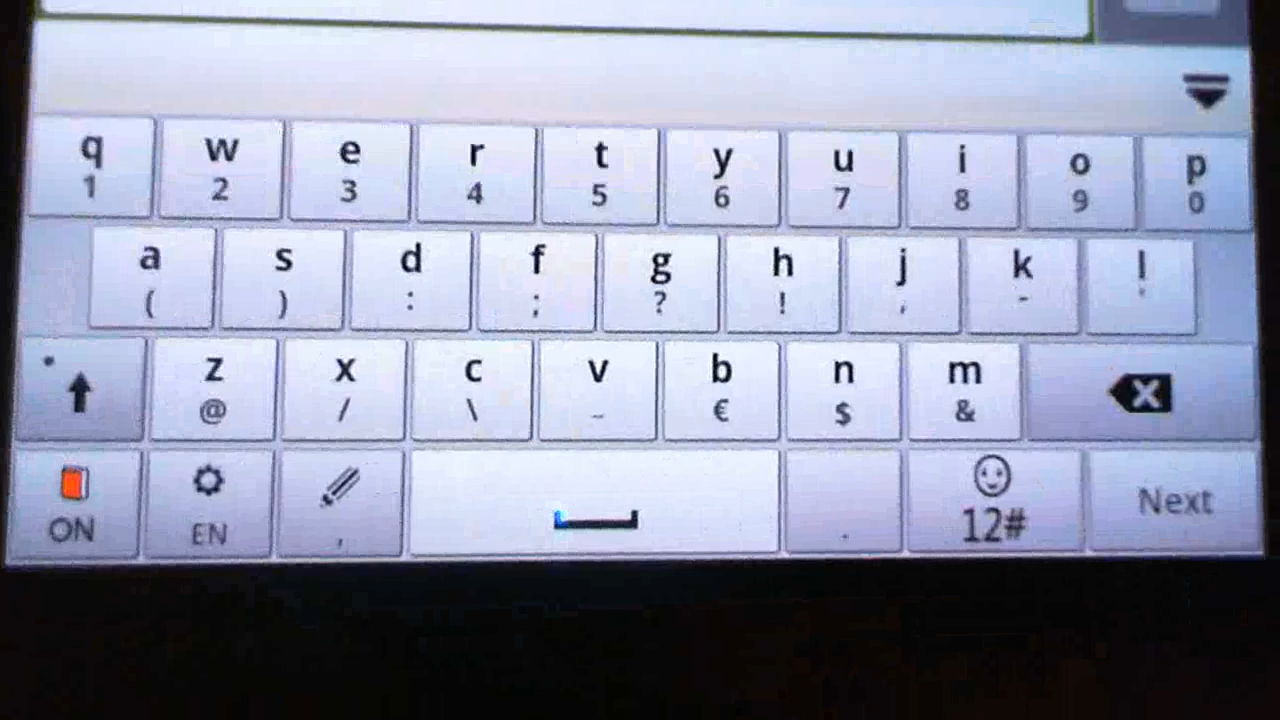 q w e r t y u i o p
1 2 3 4 5 6 7 8 9 0
a s d f g h j k l
( ) : ; ? ! , - '
z x c v b n m
@ / \ _ € $ &
ON EN , . 12# Next